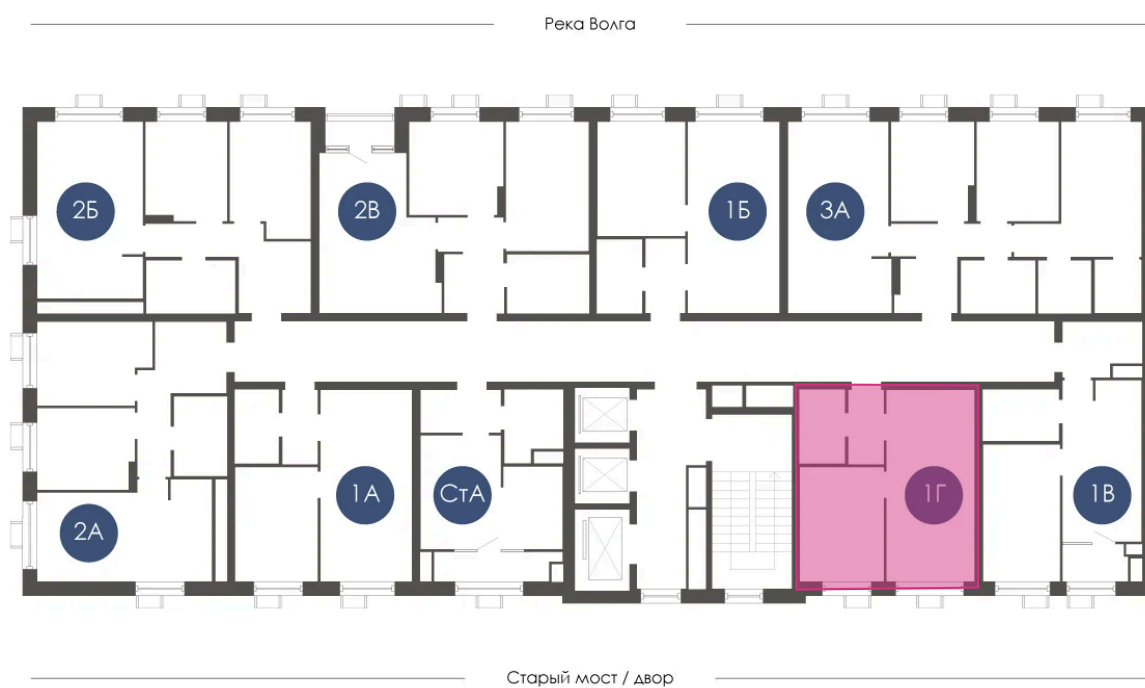 Река Волга
2Б
2В
1Б
3А
1А
СтА
1Г
1В
2А
Старый мост / двор